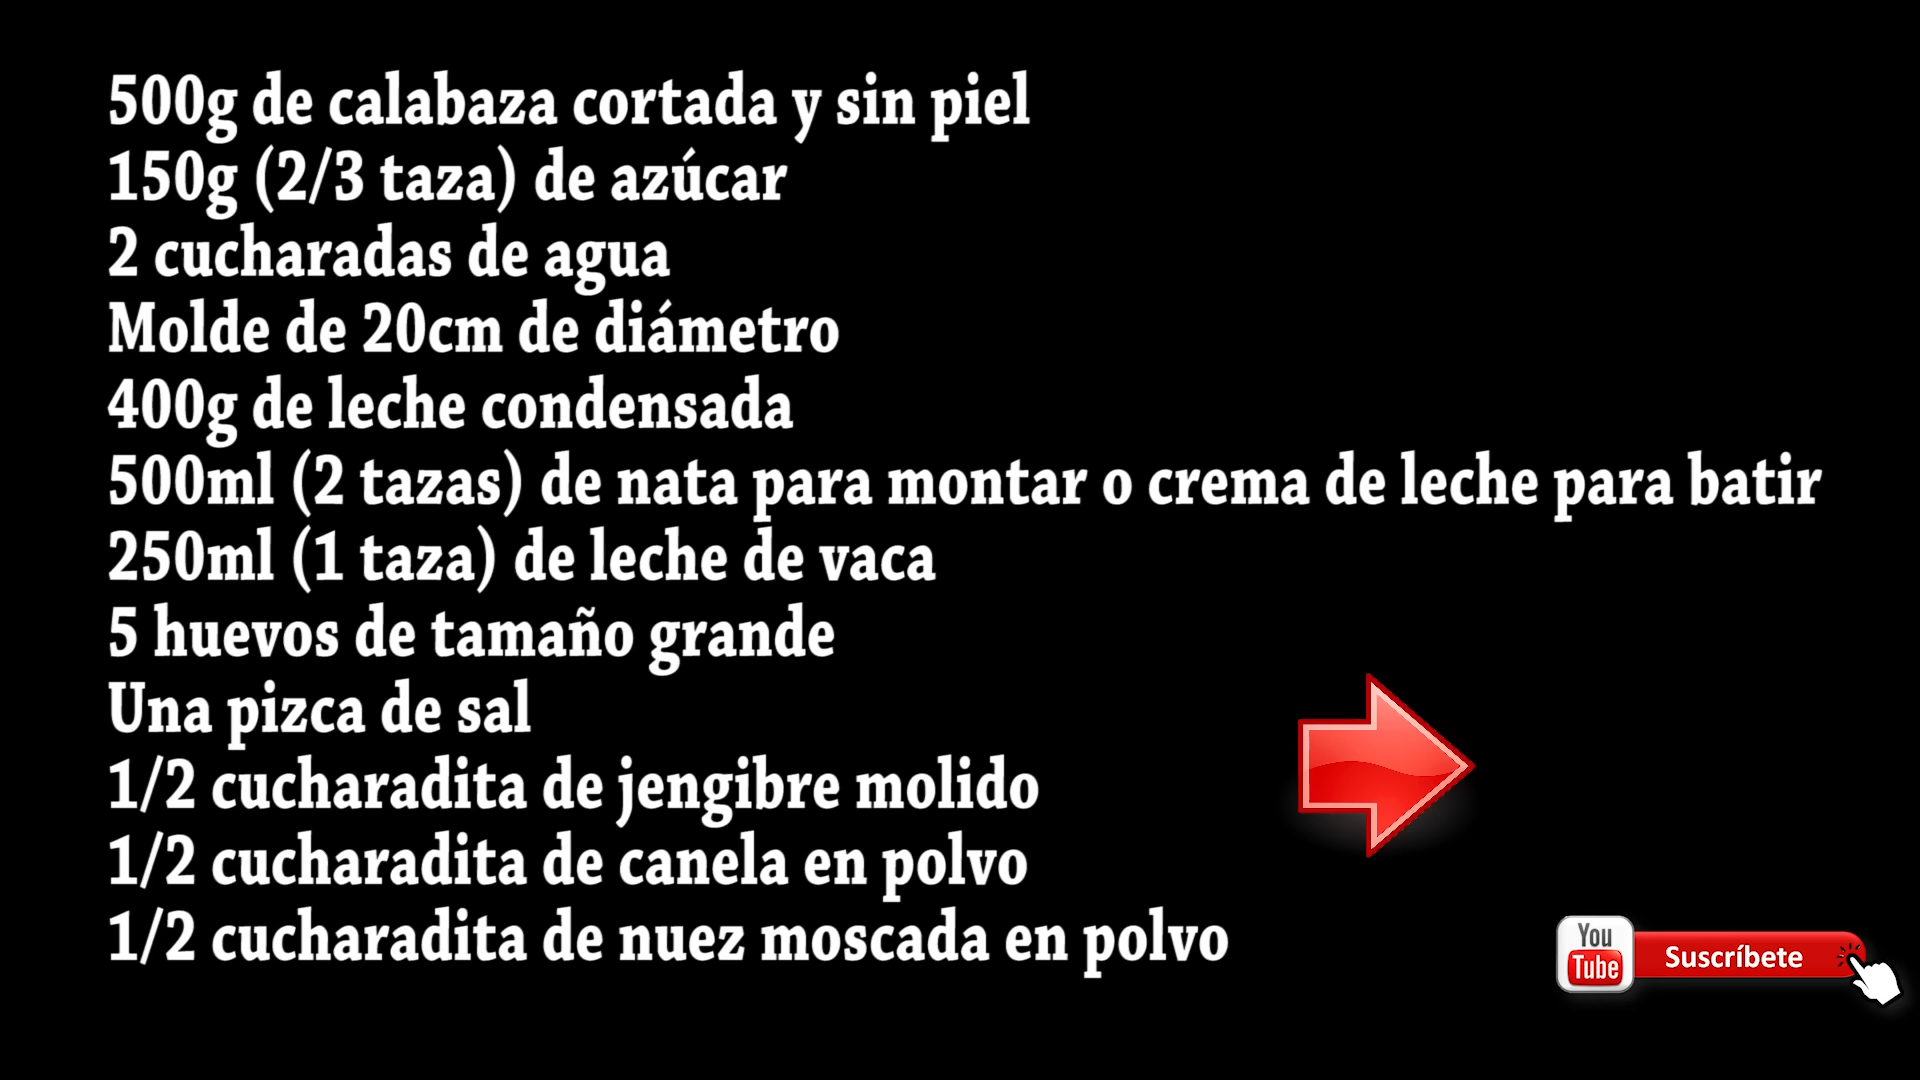 500g de calabaza cortada y sin piel
150g (2/3 taza) de azúcar
2 cucharadas de agua
Molde de 20cm de diámetro
400g de leche condensada
500ml (2 tazas) de nata para montar o crema de leche para batir
250ml (1 taza) de leche de vaca
5 huevos de tamaño grande
Una pizca de sal
1/2 cucharadita de jengibre molido
1/2 cucharadita de canela en polvo
1/2 cucharadita de nuez moscada en polvo
You
Tube
Suscríbete